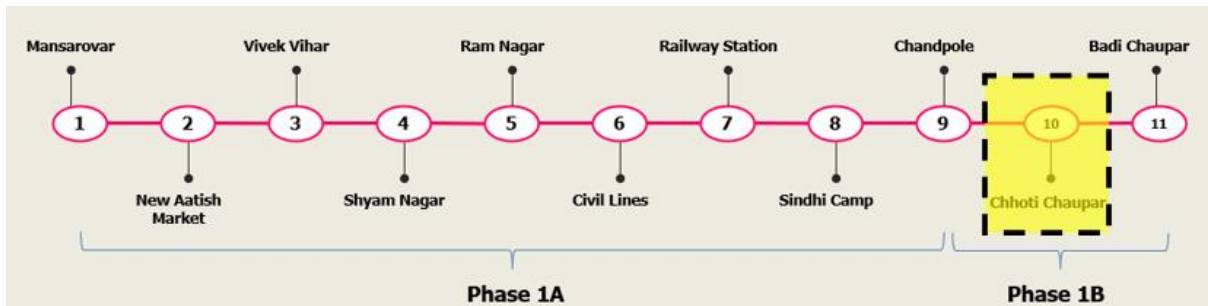 Mansarovar
Vivek Vihar
Ram Nagar
Railway Station
Chandpole
Badi Chaupar
1
2
3
4
5
6
7
8
9
10
11
New Aatish
Market
Shyam Nagar
Civil Lines
Sindhi Camp
Chhoti Chaupar
Phase 1A
Phase 1B